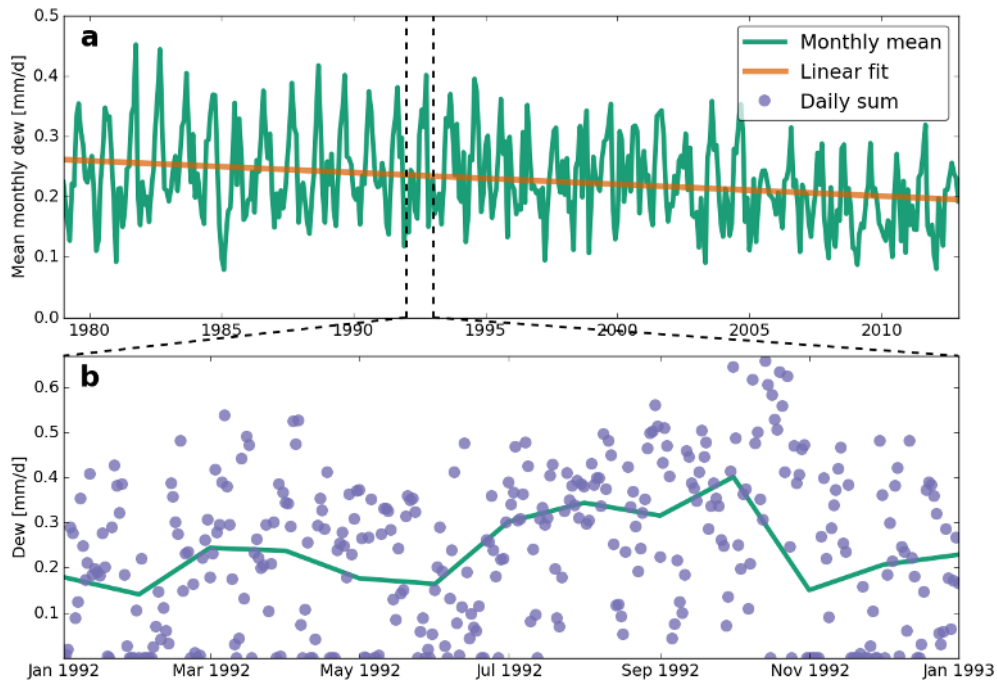 a
Monthly mean
Linear fit
Daily sum
Mean monthly dew [mm/d]
0.5
0.4
0.3
0.2
0.1
0.0
1980 1985 1990 1995 2000 2005 2010
b
Dew [mm/d]
0.6
0.5
0.4
0.3
0.2
0.1
Jan 1992 Mar 1992 May 1992 Jul 1992 Sep 1992 Nov 1992 Jan 1993